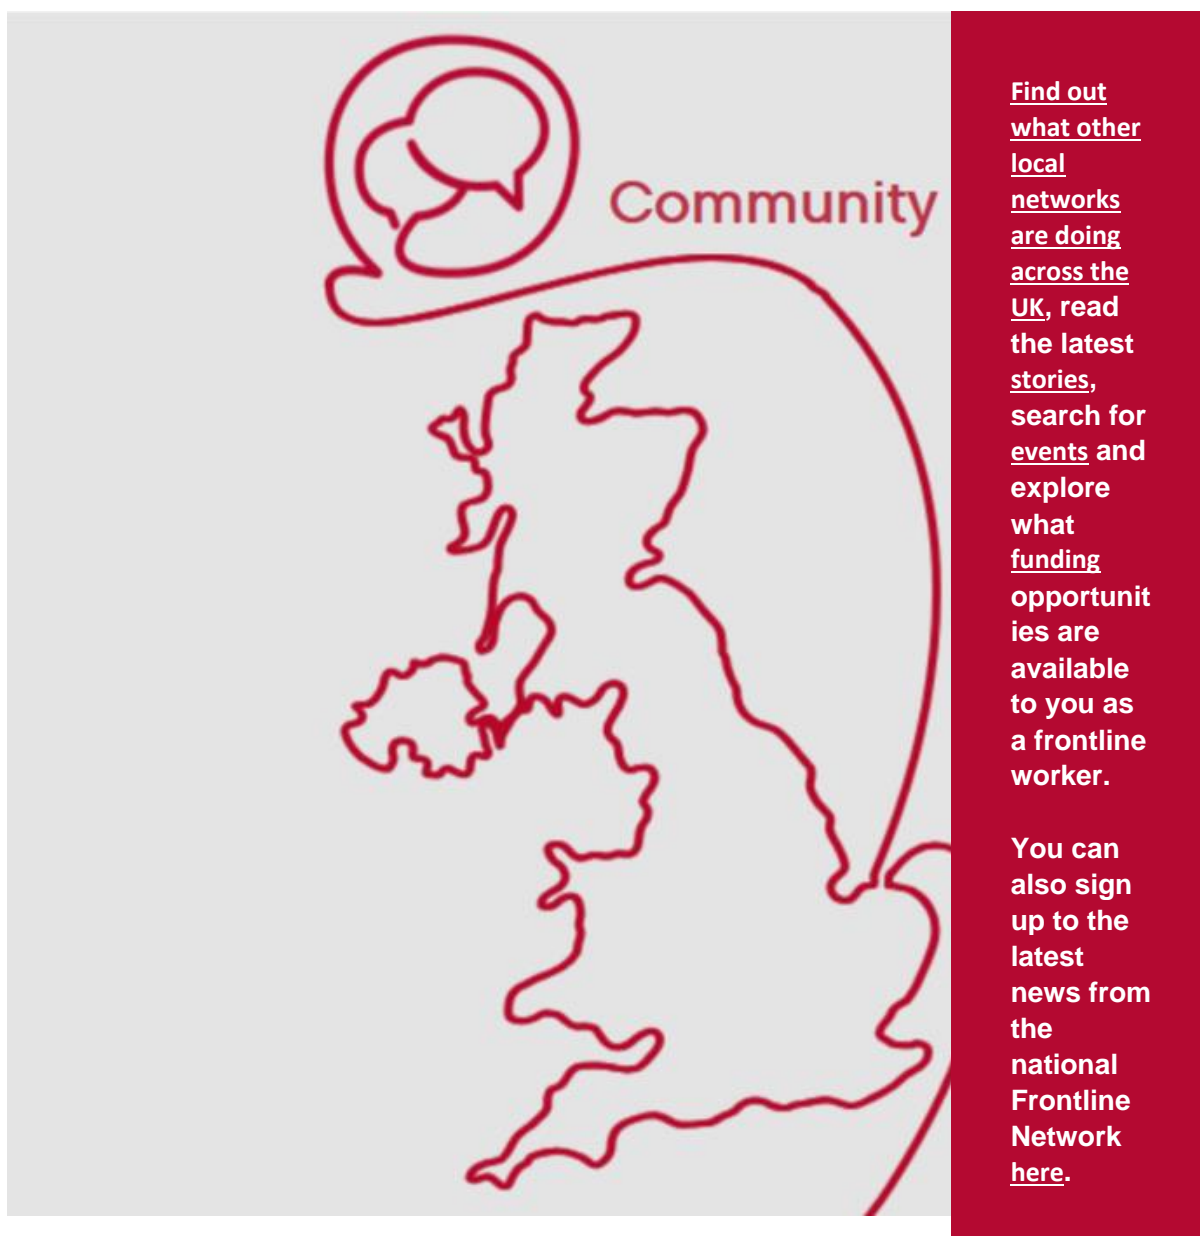 Community
Find out
what other
local
networks
are doing
across the
UK, read
the latest
stories,
search for
events and
explore
what
funding
opportunit
ies are
available
to you as
a frontline
worker.
You can
also sign
up to the
latest
news from
the
national
Frontline
Network
here.